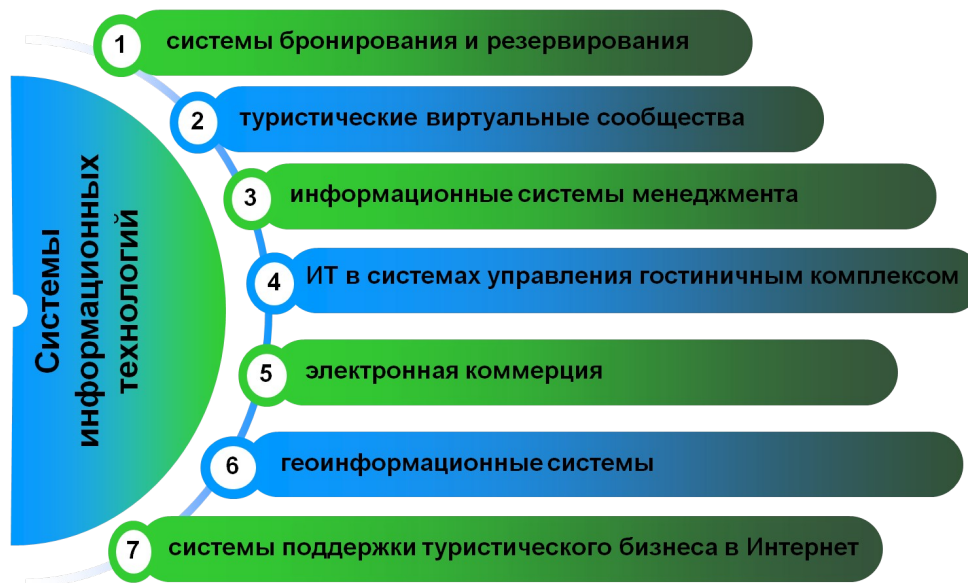 Системы
информационных
технологий
1
системы бронирования и резервирования
2
туристические виртуальные сообщества
3
информационные системы менеджмента
4
ИТ в системах управления гостиничным комплексом
5
электронная коммерция
6
геоинформационные системы
7
системы поддержки туристического бизнеса в Интернет